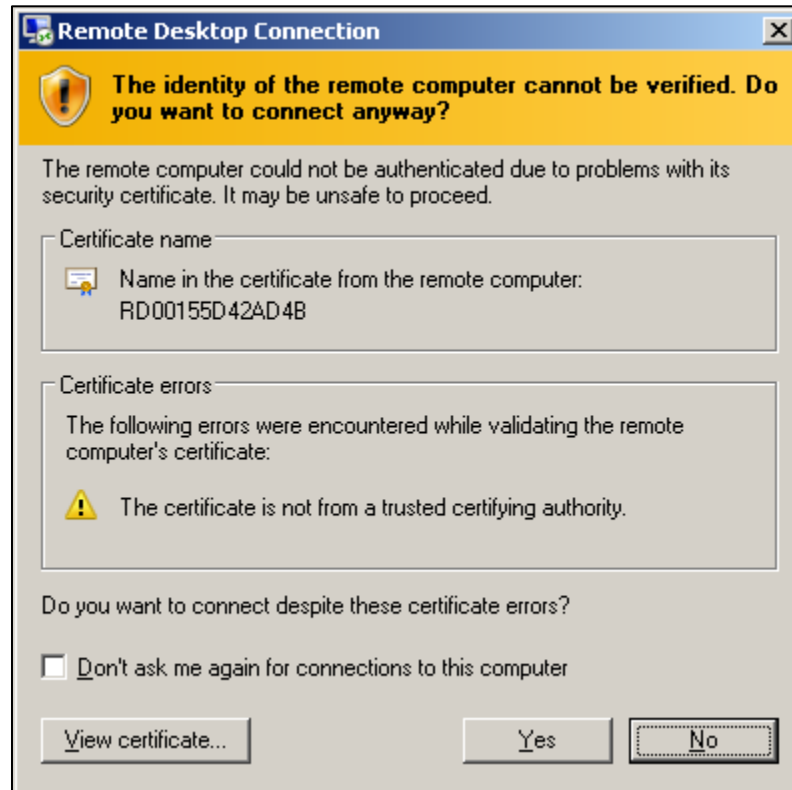 Remote Desktop Connection
The identity of the remote computer cannot be verified. Do
you want to connect anyway?
The remote computer could not be authenticated due to problems with its
security certificate. It may be unsafe to proceed.
Certificate name
Name in the certificate from the remote computer:
RD00155D42AD4B
Certificate errors
The following errors were encountered while validating the remote
computer's certificate:
The certificate is not from a trusted certifying authority.
Do you want to connect despite these certificate errors?
Don't ask me again for connections to this computer
View certificate... Yes No